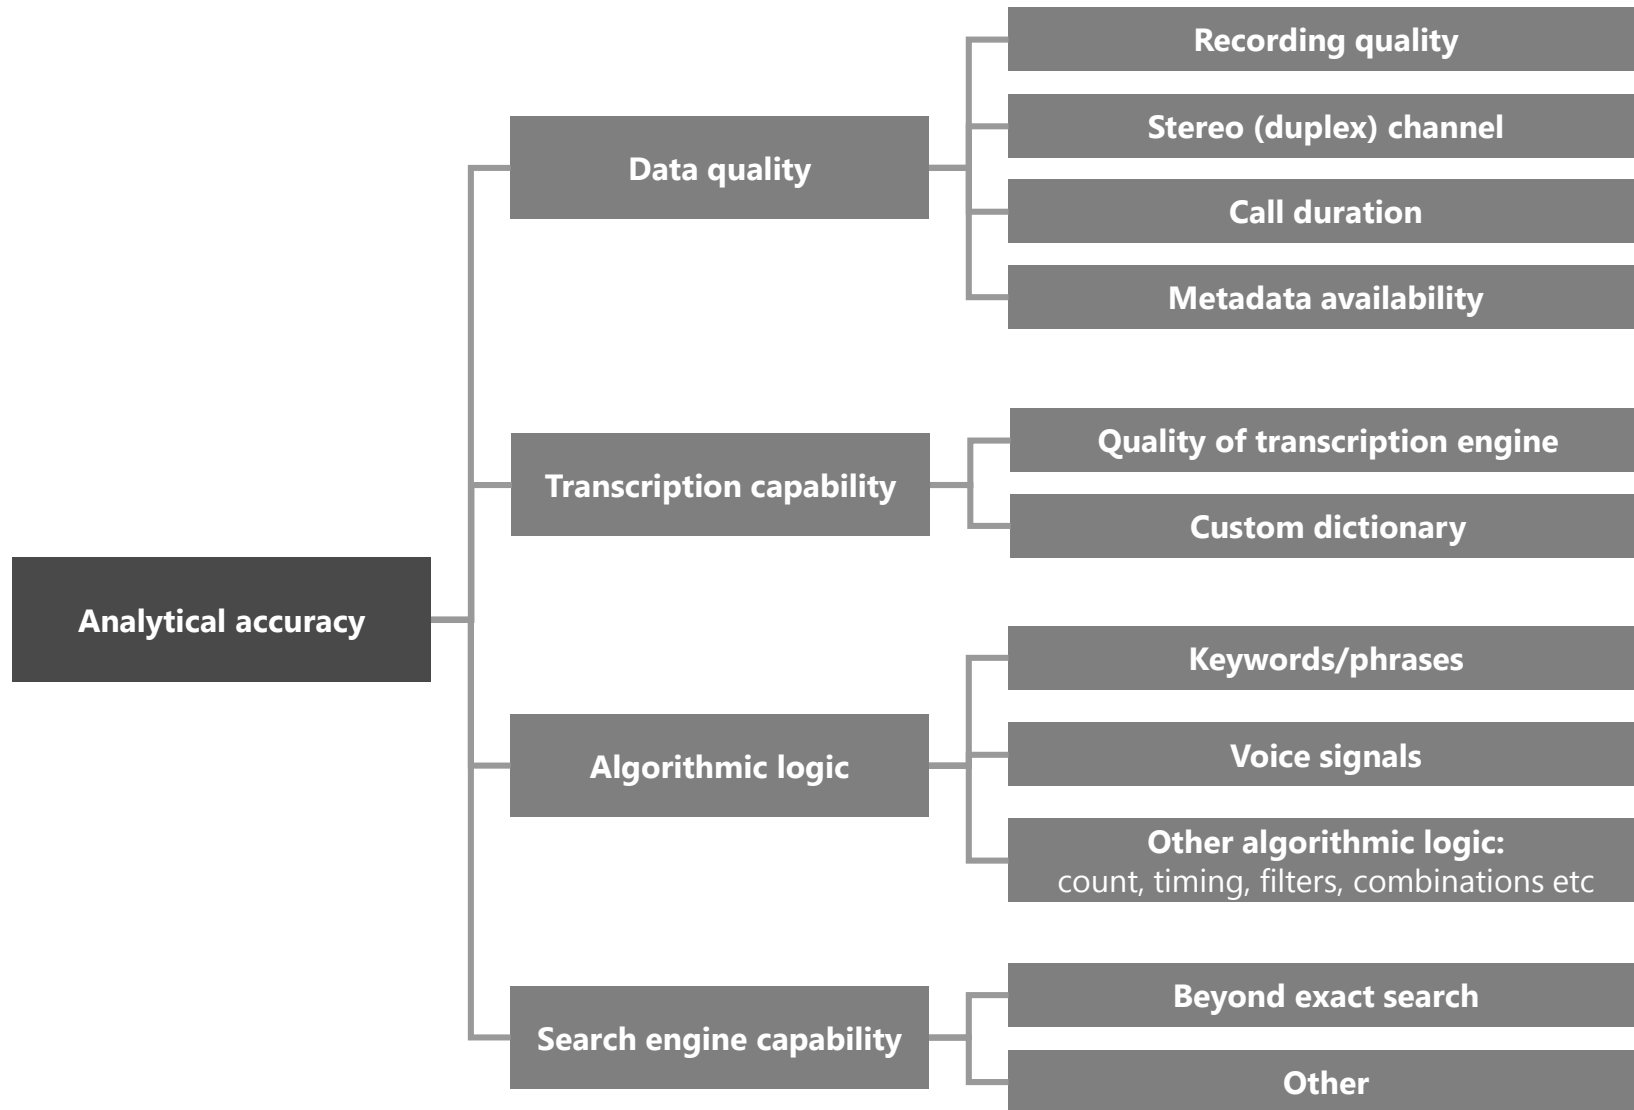 Analytical accuracy
Data quality
Recording quality
Stereo (duplex) channel
Call duration
Metadata availability
Transcription capability
Quality of transcription engine
Custom dictionary
Algorithmic logic
Keywords/phrases
Voice signals
Other algorithmic logic:
count, timing, filters, combinations etc
Search engine capability
Beyond exact search
Other